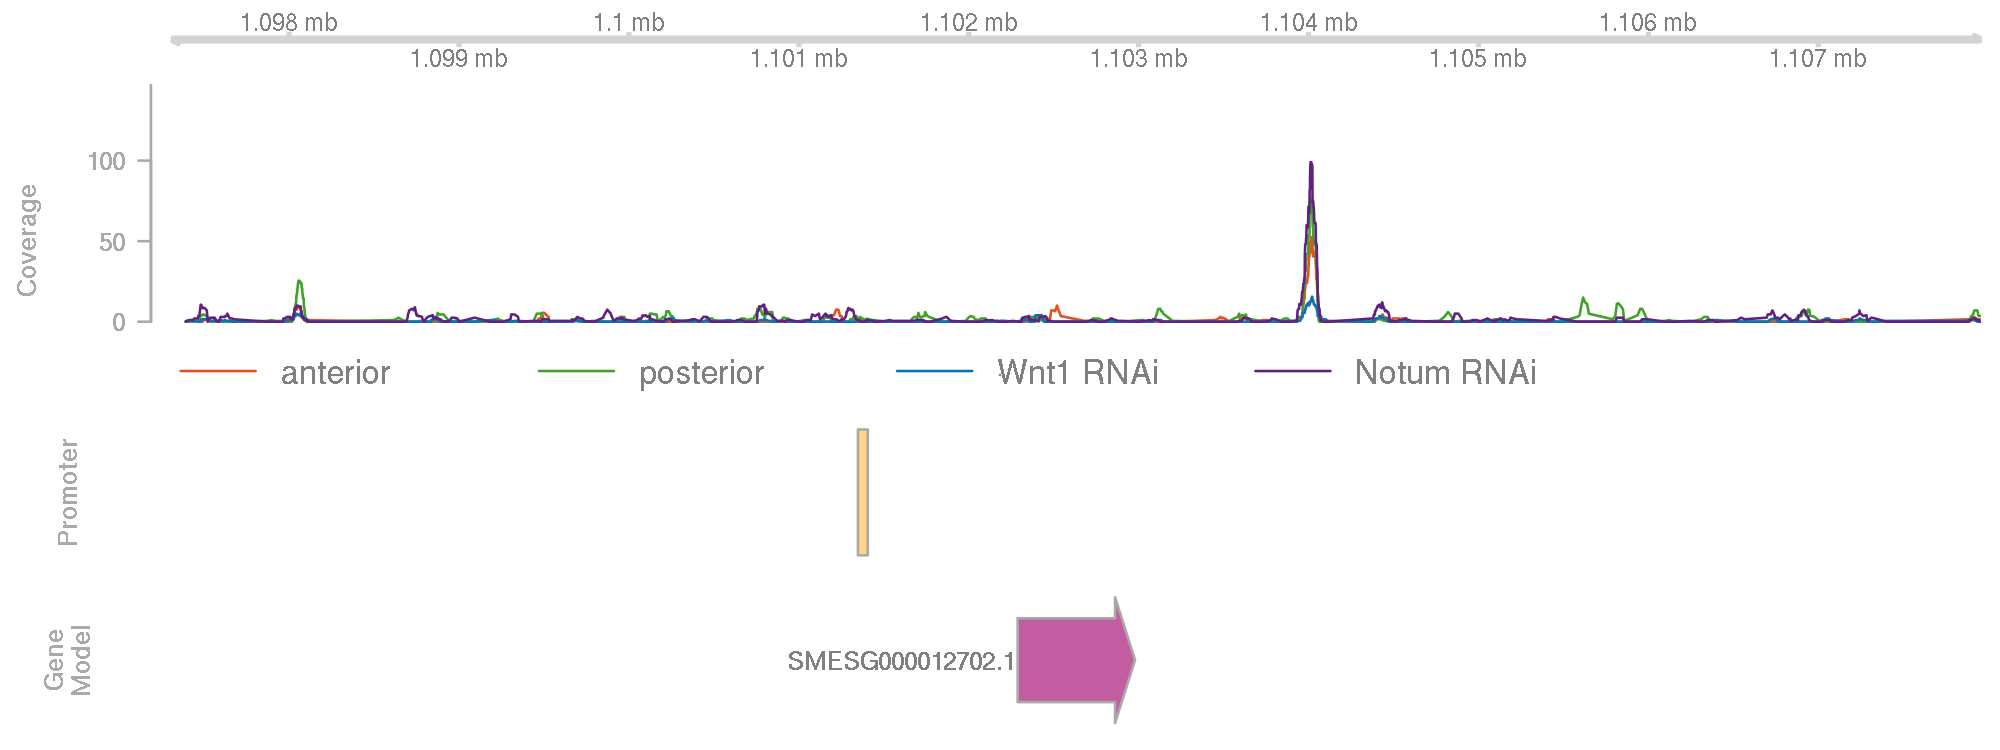 1.098 mb 1.1 mb 1.102 mb 1.104 mb 1.106 mb
1.099 mb 1.101 mb 1.103 mb 1.105 mb 1.107 mb
Coverage
100
50
0
anterior posterior Wnt1 RNAi Notum RNAi
Promoter
Gene
Model
SMESG000012702.1